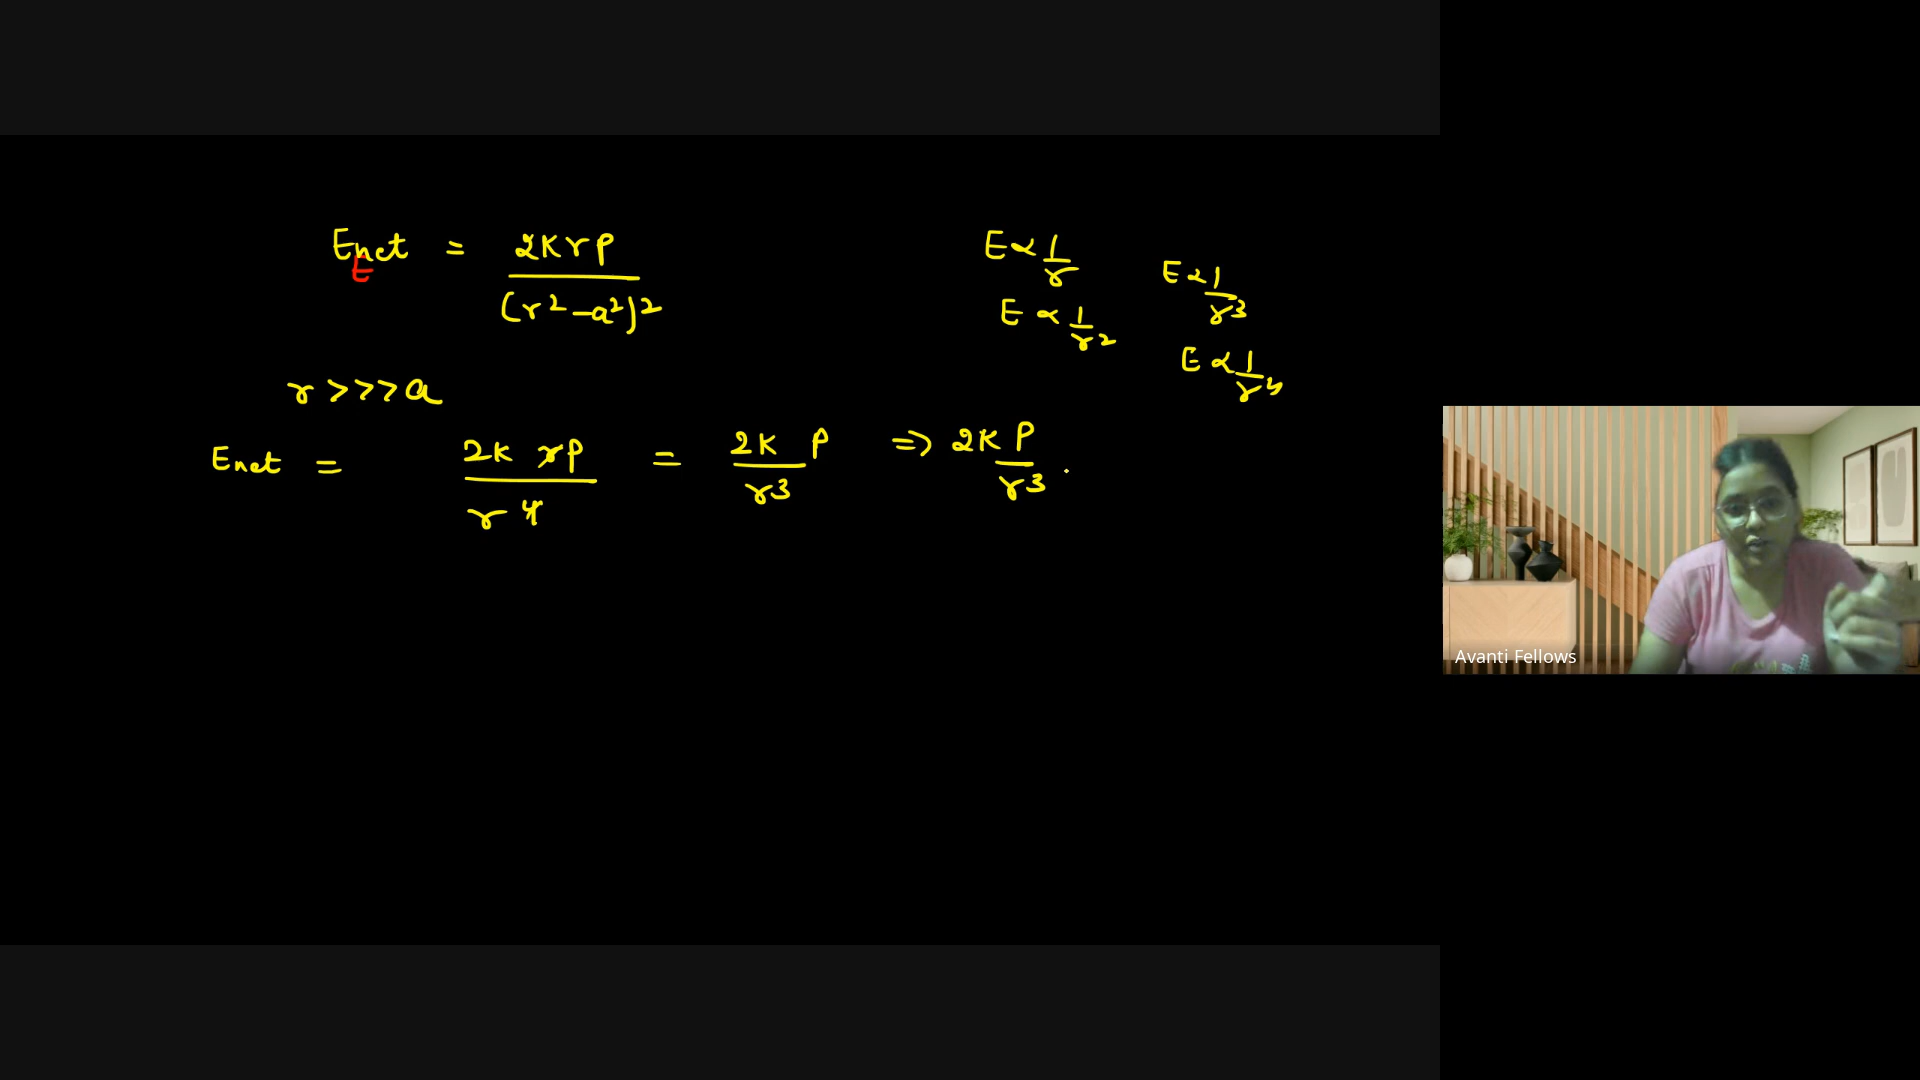 Enet = 2KrP / (r² - a²)²
E
E ∝ 1/r
E ∝ 1/r²
E ∝ 1/r³
E ∝ 1/r⁴
r >>> a
Enet = 2K rP / r⁴ = 2K P / r³ => 2K P / r³ .
Avanti Fellows